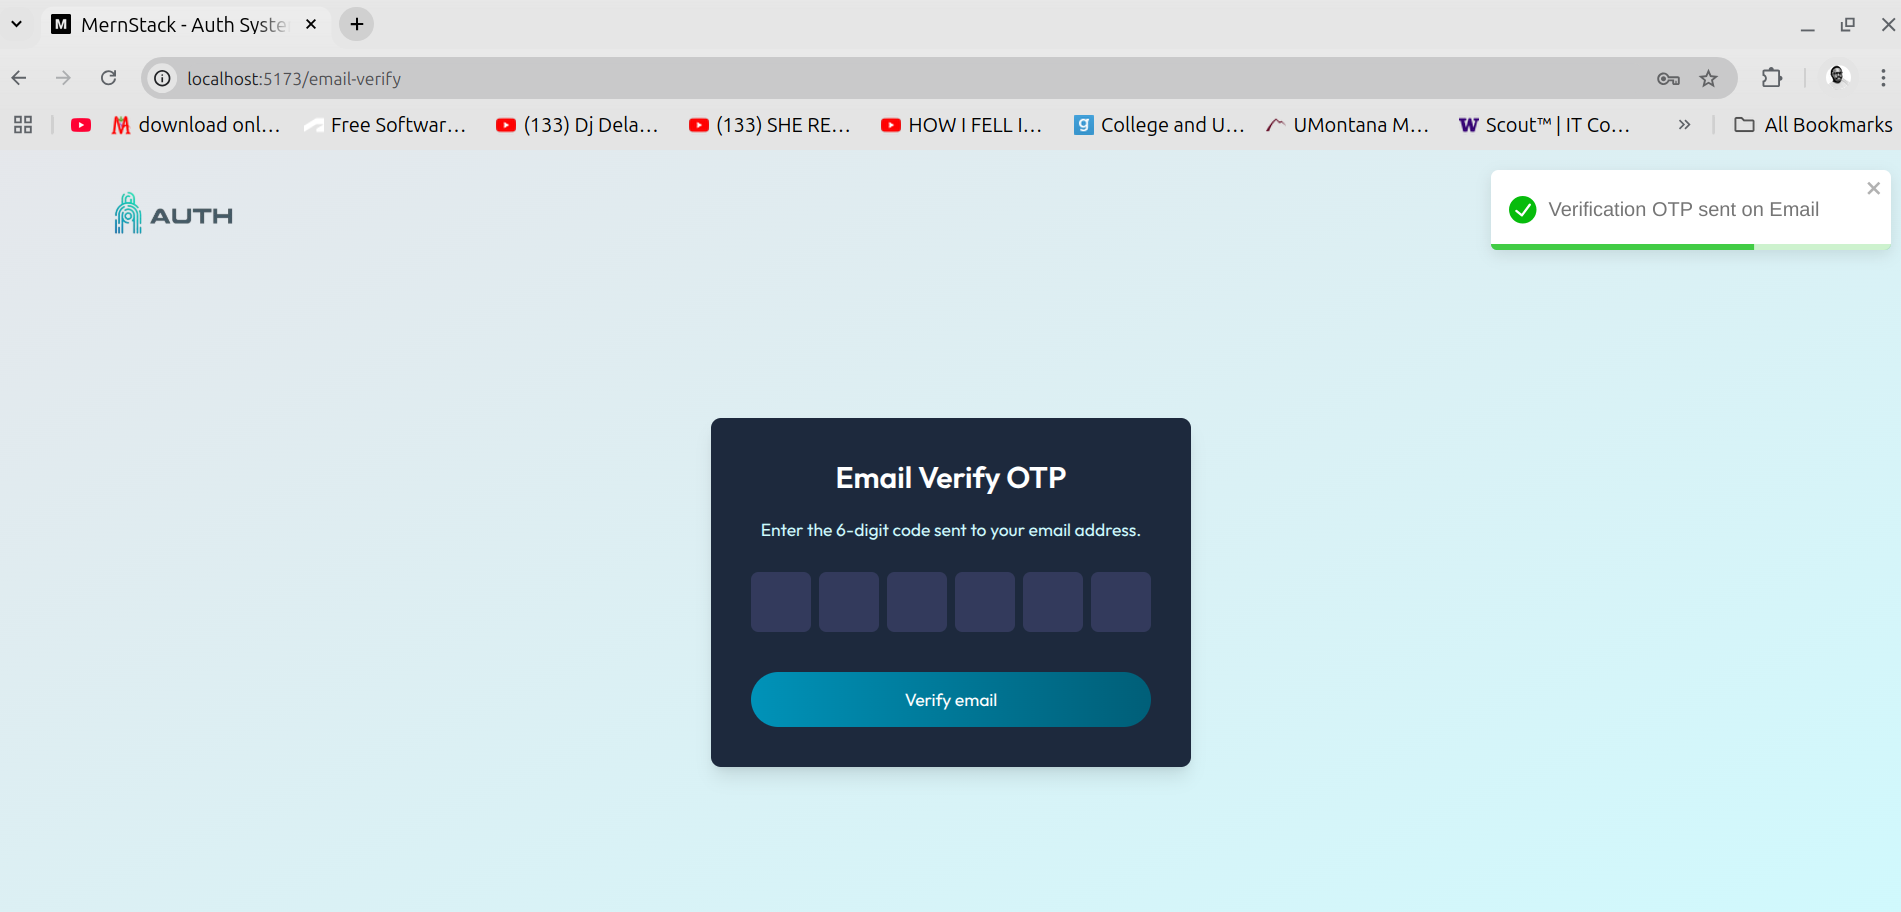 M MernStack - Auth Syste
localhost:5173/email-verify
download onl... Free Softwar... (133) Dj Dela... (133) SHE RE... HOW I FELL I... g College and U... UMontana M... W Scout™ | IT Co... » All Bookmarks
AUTH
Verification OTP sent on Email
Email Verify OTP
Enter the 6-digit code sent to your email address.
Verify email